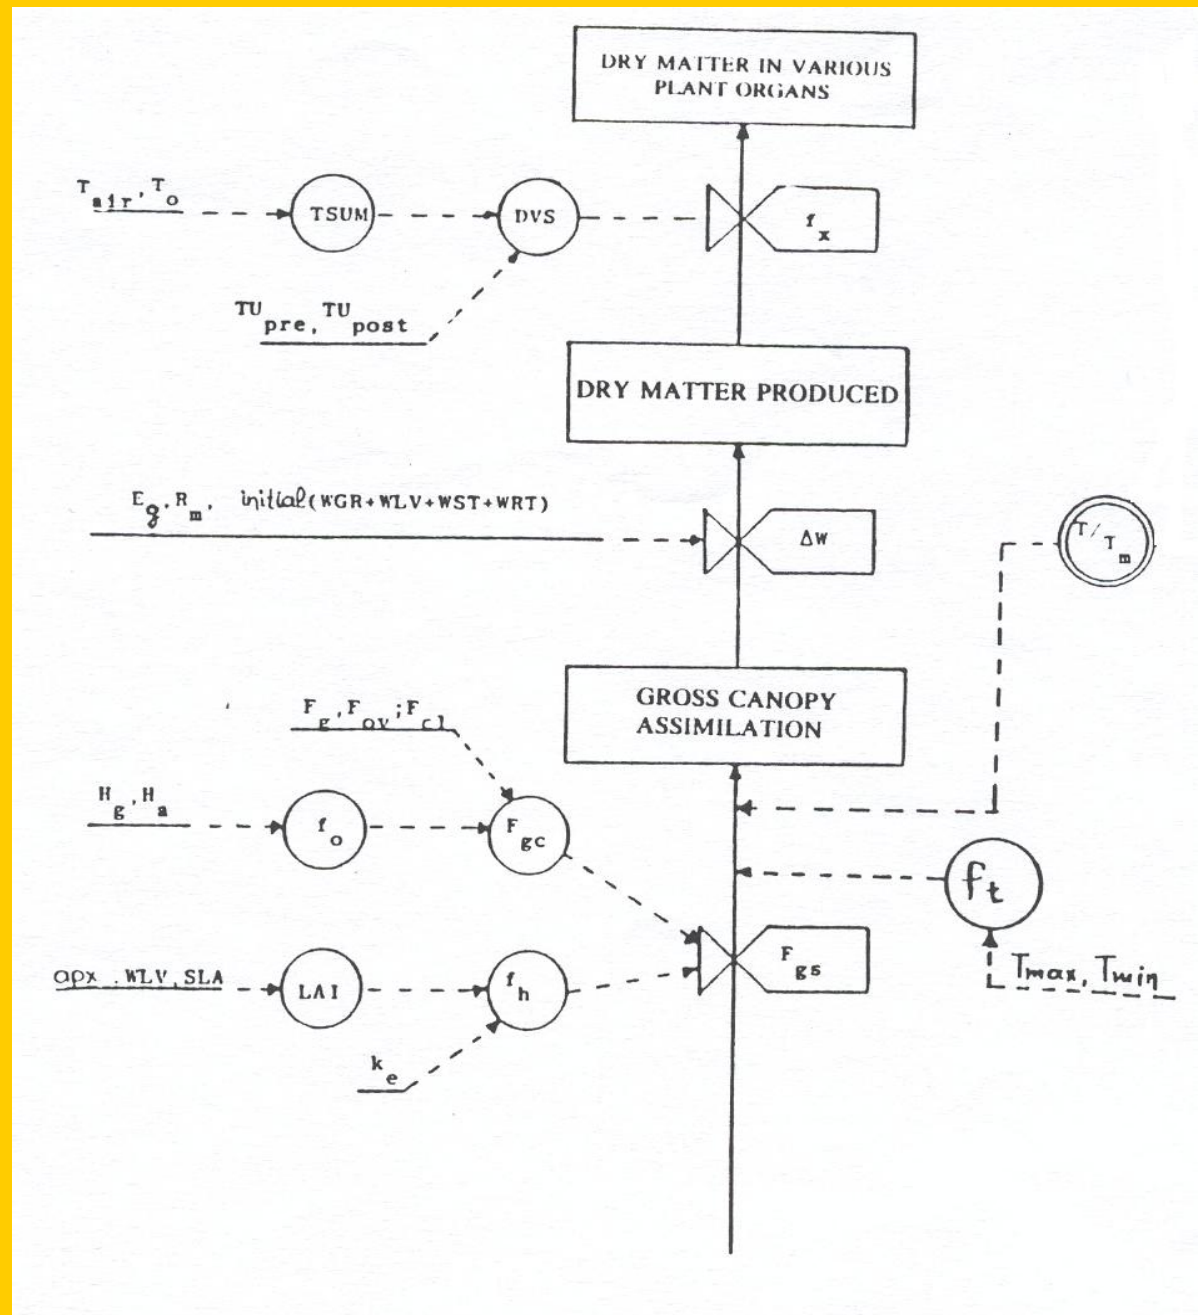 DRY MATTER IN VARIOUS
PLANT ORGANS
T air, T o
TSUM
DVS
f x
TU pre, TU post
DRY MATTER PRODUCED
E g, R m, initial(WGR+WLV+WST+WRT)
ΔW
T/T m
GROSS CANOPY
ASSIMILATION
F g, F ov; F cl
H g, H a
f o
F gc
f t
F gs
Tmax, Tmin
apx, WLV, SLA
LAI
f h
k e